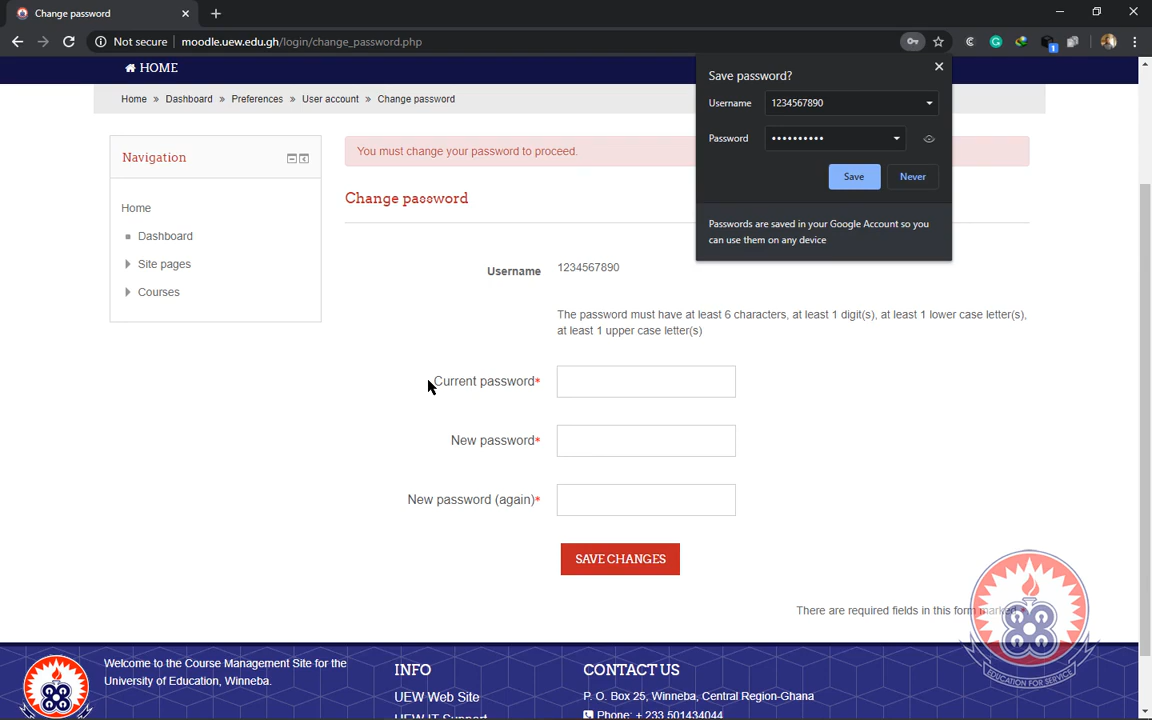 Change password
Not secure
moodle.uew.edu.gh/login/change_password.php
1
HOME
Home » Dashboard » Preferences » User account » Change password
Save password?
Username 1234567890
Password ••••••••••
Save Never
Passwords are saved in your Google Account so you
can use them on any device
Navigation
Home
Dashboard
Site pages
Courses
You must change your password to proceed.
Change password
Username 1234567890
The password must have at least 6 characters, at least 1 digit(s), at least 1 lower case letter(s),
at least 1 upper case letter(s)
Current password*
New password*
New password (again)*
SAVE CHANGES
There are required fields in this form marked
EDUCATION FOR SERVICE
Welcome to the Course Management Site for the
University of Education, Winneba.
INFO
UEW Web Site
UEW IT Support
CONTACT US
P. O. Box 25, Winneba, Central Region-Ghana
Phone: + 233 501434044